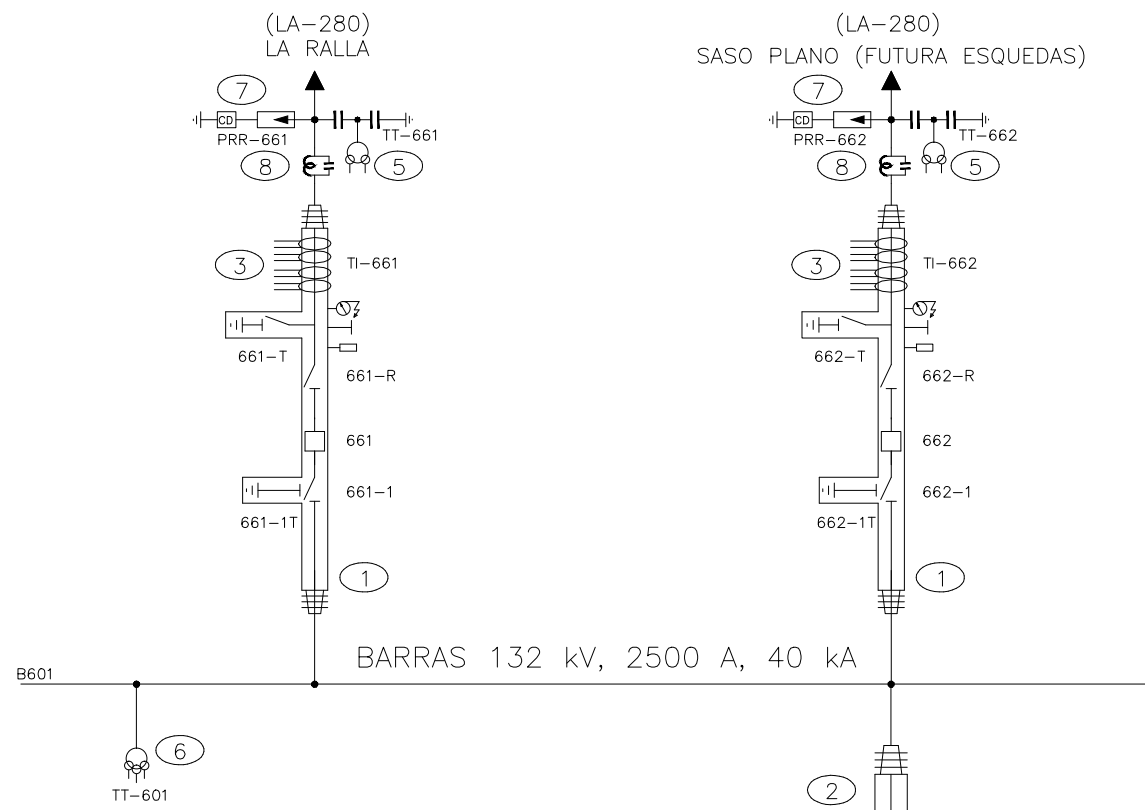 (LA-280)
LA RALLA
(LA-280)
SASO PLANO (FUTURA ESQUEDAS)
7
CD
PRR-661
TT-661
8
5
7
CD
PRR-662
TT-662
8
5
3
TI-661
3
TI-662
661-T
661-R
662-T
662-R
661
662
661-1
661-1T
662-1
662-1T
1
1
BARRAS 132 kV, 2500 A, 40 kA
B601
6
TT-601
2